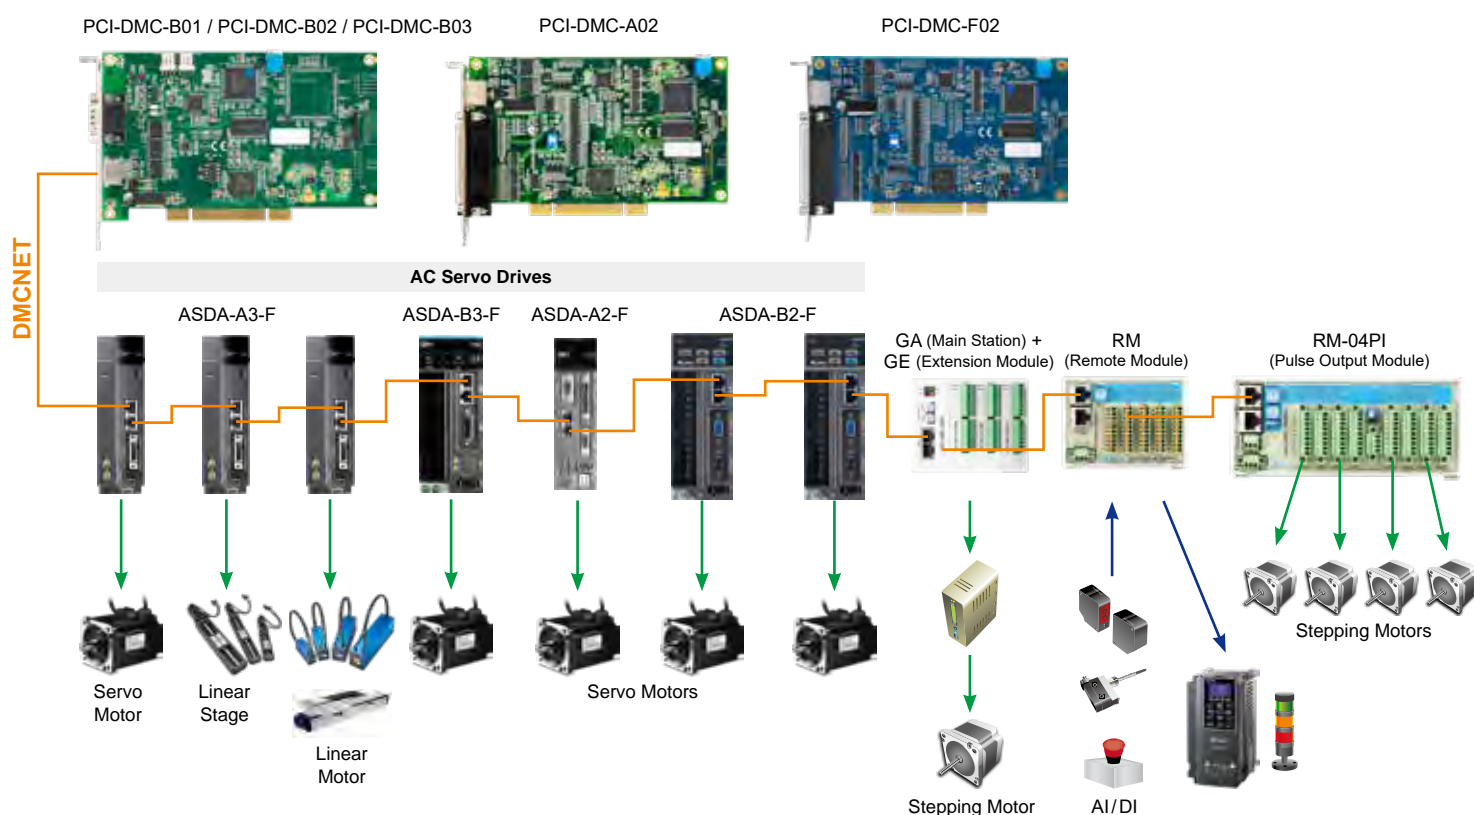 PCI-DMC-B01 / PCI-DMC-B02 / PCI-DMC-B03
PCI-DMC-A02
PCI-DMC-F02
DMCNET
AC Servo Drives
ASDA-A3-F
ASDA-B3-F
ASDA-A2-F
ASDA-B2-F
GA (Main Station) +
GE (Extension Module)
RM
(Remote Module)
RM-04PI
(Pulse Output Module)
Servo
Motor
Linear
Stage
Linear
Motor
Servo Motors
Stepping Motors
Stepping Motor
AI/DI